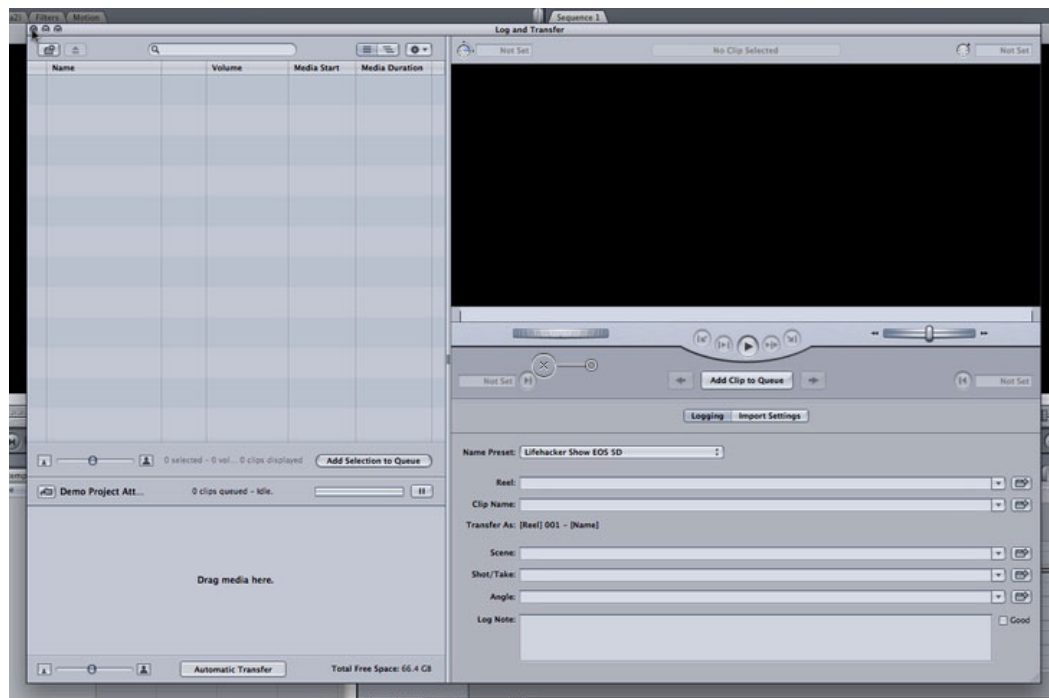 Filters Motion
Sequence 1
Log and Transfer
Not Set
No Clip Selected
Not Set
Name Volume Media Start Media Duration
Not Set
Add Clip to Queue
Not Set
Logging Import Settings
0 selected - 0 vol... 0 clips displayed
Add Selection to Queue
Name Preset: Lifehacker Show EOS 5D
Demo Project Att...
0 clips queued - Idle.
Reel:
Clip Name:
Transfer As: [Reel] 001 - [Name]
Scene:
Shot/Take:
Drag media here.
Angle:
Log Note:
Good
Automatic Transfer
Total Free Space: 66.4 GB